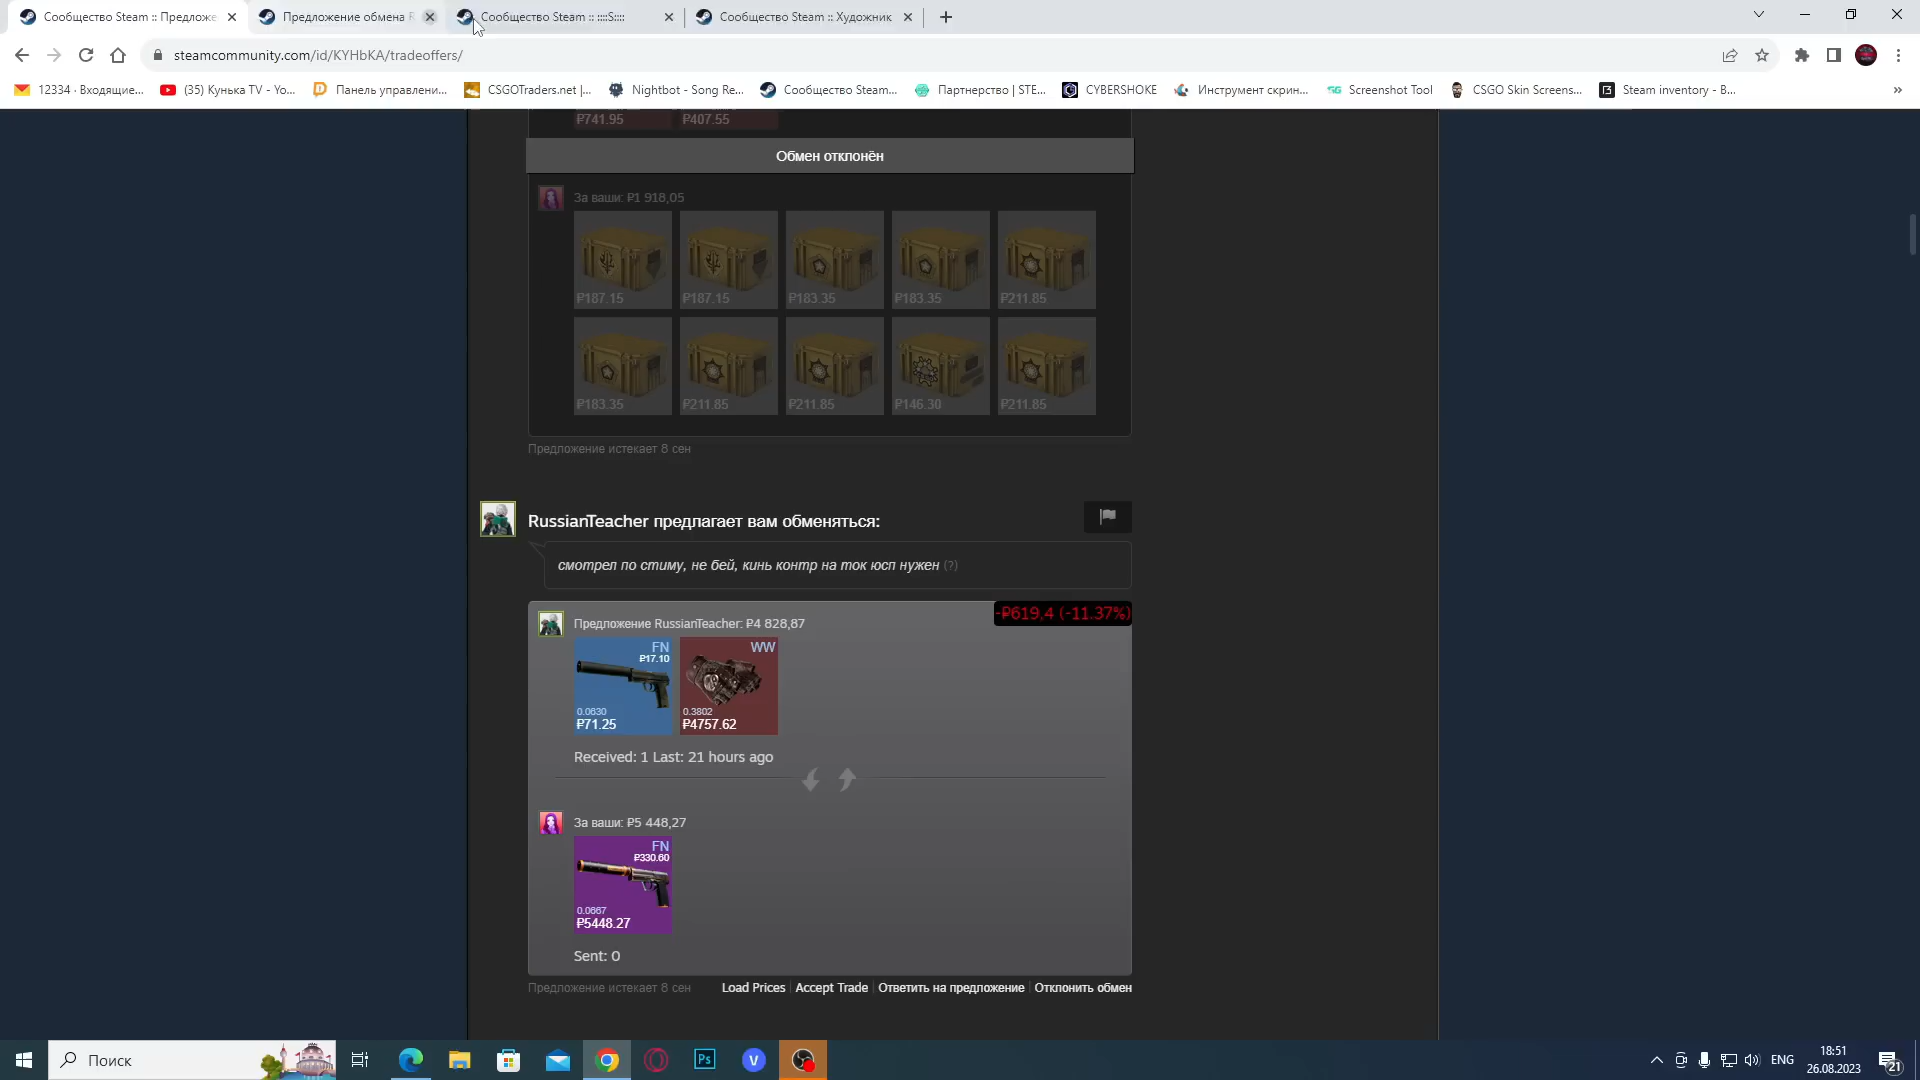 Сообщество Steam :: Предложе
Предложение обмена R
Сообщество Steam :: ::::S::::
Сообщество Steam :: Художник
steamcommunity.com/id/KYHbKA/tradeoffers/
12334 · Входящие...
(35) Кунька TV - Yo...
Панель управлени...
CSGOTraders.net |...
Nightbot - Song Re...
Сообщество Steam...
Партнерство | STE...
CYBERSHOKE
Инструмент скрин...
Screenshot Tool
CSGO Skin Screens...
Steam inventory - B...
»
₽741.95
₽407.55
Обмен отклонён
За ваши: ₽1 918,05
₽187.15
₽187.15
₽183.35
₽183.35
₽211.85
₽183.35
₽211.85
₽211.85
₽146.30
₽211.85
Предложение истекает 8 сен
RussianTeacher предлагает вам обменяться:
смотрел по стиму, не бей, кинь контр на ток юсп нужен (?)
-₽619,4 (-11.37%)
Предложение RussianTeacher: ₽4 828,87
FN
₽17.10
0.0630
₽71.25
WW
0.3802
₽4757.62
Received: 1 Last: 21 hours ago
За ваши: ₽5 448,27
FN
₽330.60
0.0667
₽5448.27
Sent: 0
Предложение истекает 8 сен
Load Prices | Accept Trade | Ответить на предложение | Отклонить обмен
Поиск
Ps
V
ENG
18:51
26.08.2023
21